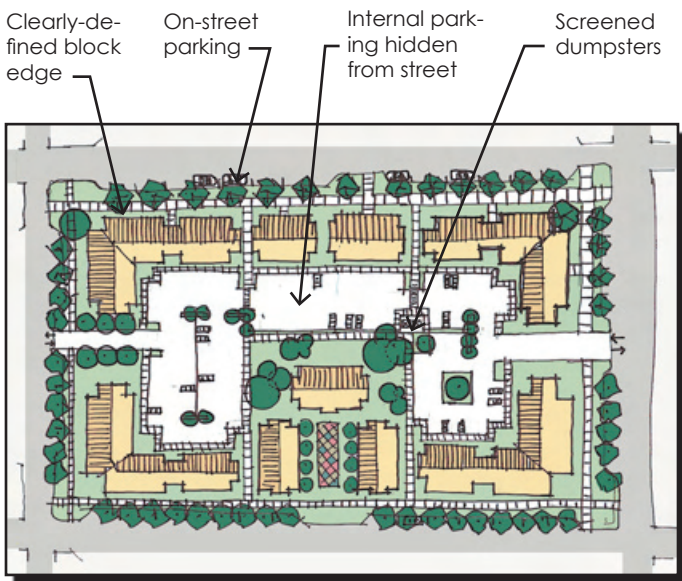 Clearly-de-
fined block
edge
On-street
parking
Internal park-
ing hidden
from street
Screened
dumpsters